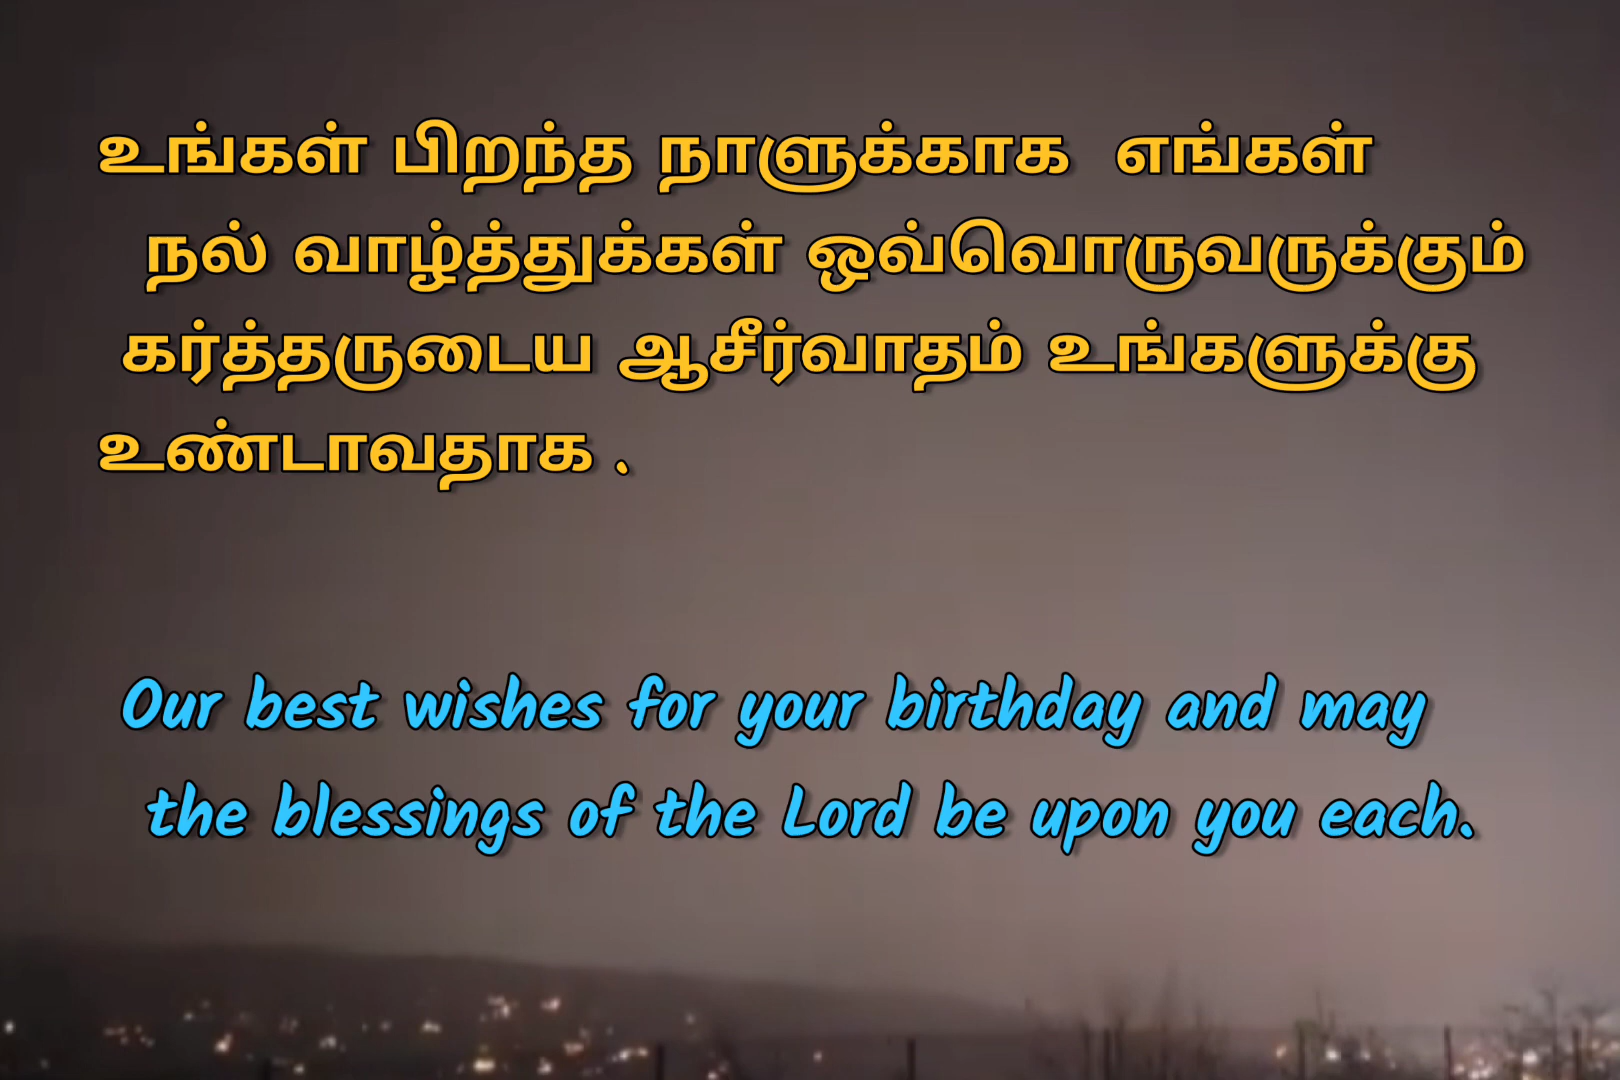 உங்கள் பிறந்த நாளுக்காக எங்கள்
நல் வாழ்த்துக்கள் ஒவ்வொருவருக்கும்
கர்த்தருடைய ஆசீர்வாதம் உங்களுக்கு
உண்டாவதாக .
Our best wishes for your birthday and may
the blessings of the Lord be upon you each.